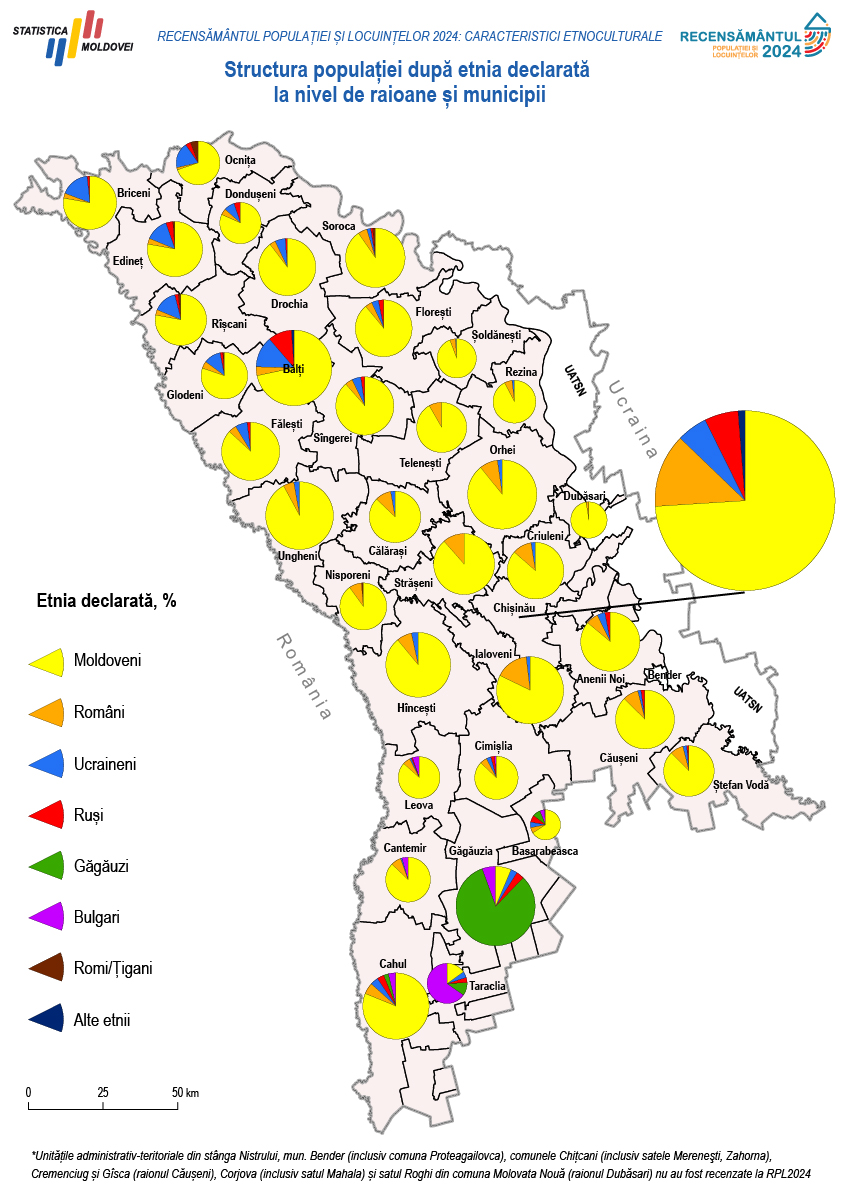 STATISTICA
MOLDOVEI
RECENSĂMÂNTUL POPULAȚIEI ȘI LOCUINȚELOR 2024: CARACTERISTICI ETNOCULTURALE
RECENSĂMÂNTUL
POPULAȚIEI ȘI
LOCUINȚELOR
2024
Structura populației după etnia declarată
la nivel de raioane și municipii
Ocnița
Briceni
Dondușeni
Soroca
Edineț
Drochia
Florești
Rîșcani
Șoldănești
Bălți
Rezina
UATSN
Glodeni
Ucraina
Fălești
Sîngerei
Orhei
Telenești
Dubăsari
Criuleni
Călărași
Ungheni
Nisporeni
Strășeni
Chișinău
Etnia declarată, %
Moldoveni
Români
Ucraineni
Ruși
Găgăuzi
Bulgari
Romi/Țigani
Alte etnii
România
Ialoveni
Anenii Noi
Bender
UATSN
Hîncești
Cimișlia
Căușeni
Ștefan Vodă
Leova
Cantemir
Găgăuzia
Basarabeasca
Cahul
Taraclia
0 25 50 km
*Unitățile administrativ-teritoriale din stânga Nistrului, mun. Bender (inclusiv comuna Proteagailovca), comunele Chițcani (inclusiv satele Merenești, Zahorna),
Cremenciug și Gîsca (raionul Căușeni), Corjova (inclusiv satul Mahala) și satul Roghi din comuna Molovata Nouă (raionul Dubăsari) nu au fost recenzate la RPL2024